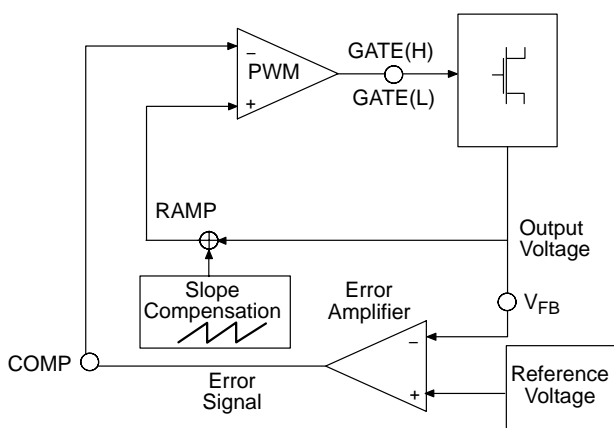 GATE(H)
−
PWM
+
GATE(L)
RAMP
Output
Voltage
Slope
Compensation
Error
Amplifier
VFB
−
COMP
Error
Signal
+
Reference
Voltage